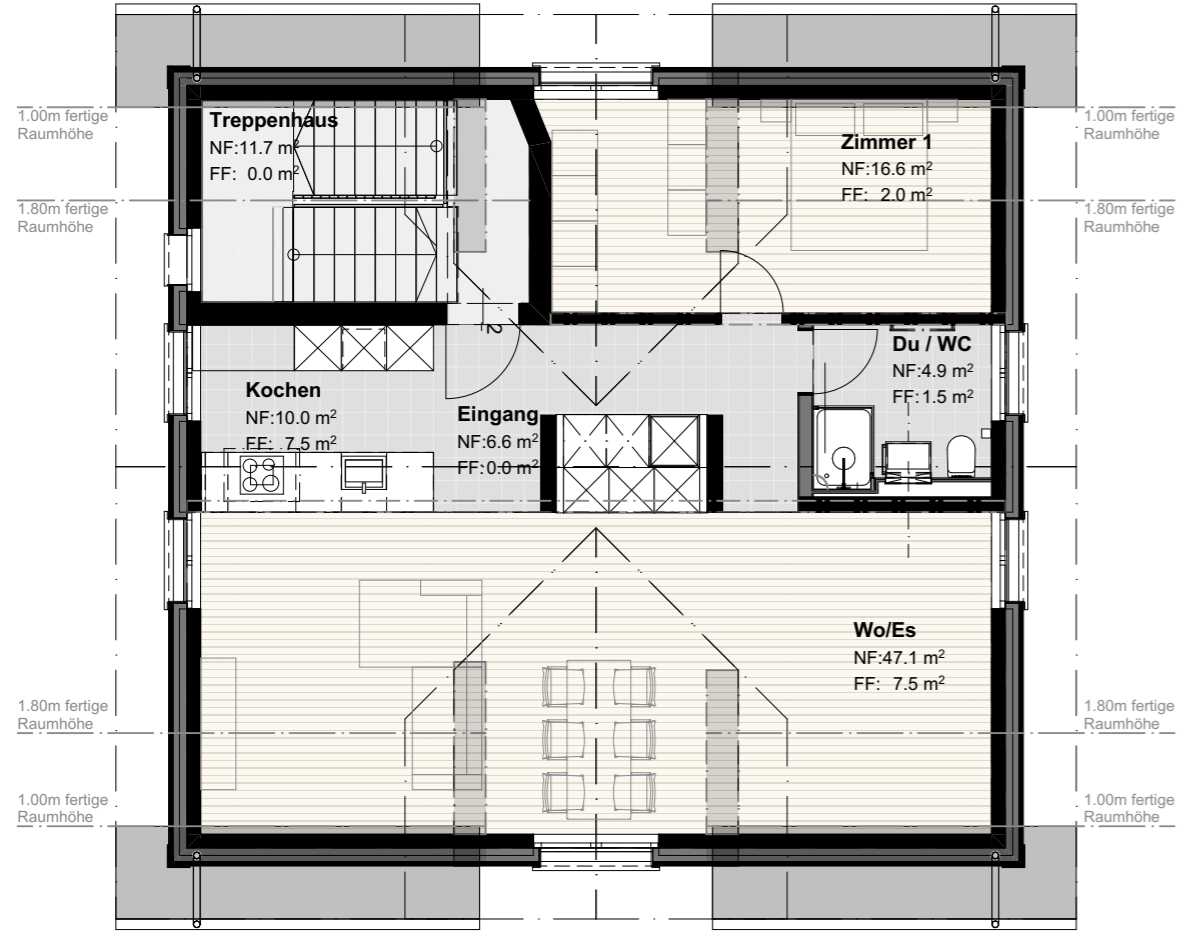 1.00m fertige
Raumhöhe
1.80m fertige
Raumhöhe
Treppenhaus
NF:11.7 m²
FF: 0.0 m²
Zimmer 1
NF:16.6 m²
FF: 2.0 m²
1.00m fertige
Raumhöhe
1.80m fertige
Raumhöhe
2
Kochen
NF:10.0 m²
FF: 7.5 m²
Eingang
NF:6.6 m²
FF:0.0 m²
Du / WC
NF:4.9 m²
FF:1.5 m²
Wo/Es
NF:47.1 m²
FF: 7.5 m²
1.80m fertige
Raumhöhe
1.00m fertige
Raumhöhe
1.80m fertige
Raumhöhe
1.00m fertige
Raumhöhe